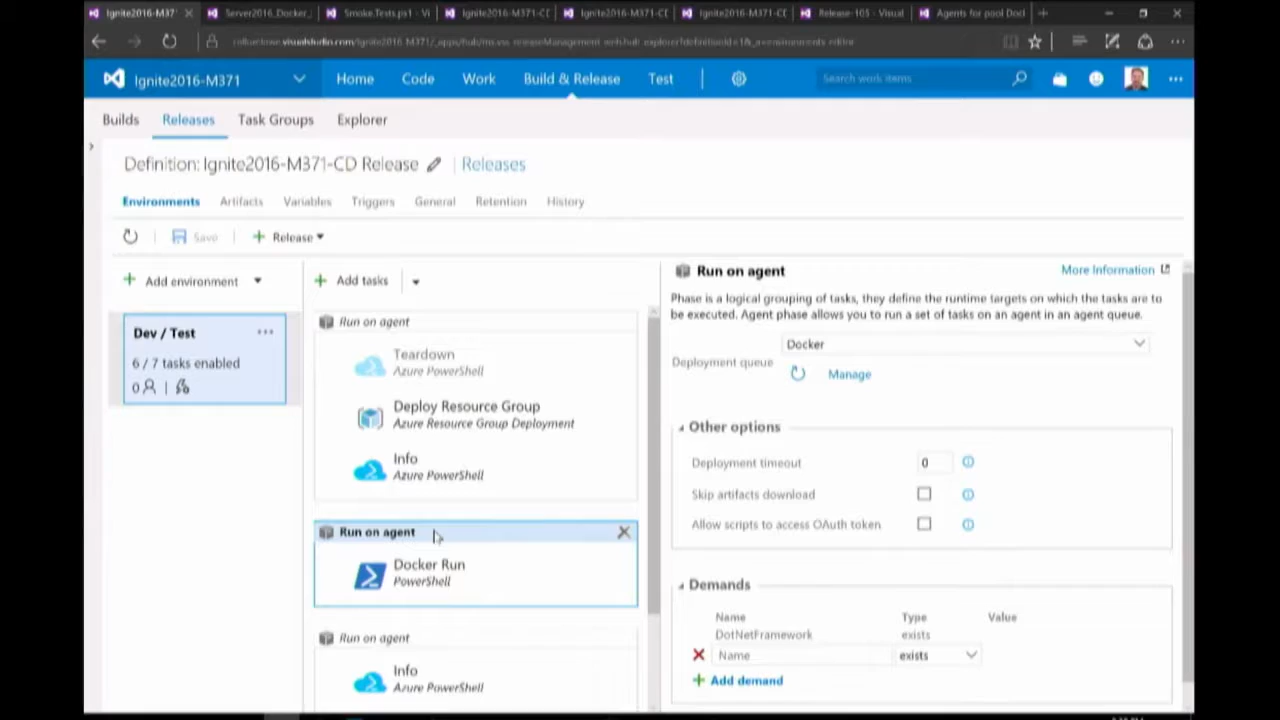 Ignite2016-M37
Server2016_Docker_
Smoke.Tests.ps1 - Vi
Ignite2016-M371-CD
Ignite2016-M371-CD
Ignite2016-M371-CD
Release-105 - Visual
Agents for pool Doc
Ignite2016-M371
Home
Code
Work
Build & Release
Test
Search work items
Builds
Releases
Task Groups
Explorer
Definition: Ignite2016-M371-CD Release
Releases
Environments
Artifacts
Variables
Triggers
General
Retention
History
Save
Release
Add environment
Dev / Test
6 / 7 tasks enabled
0
Add tasks
Run on agent
Teardown
Azure PowerShell
Deploy Resource Group
Azure Resource Group Deployment
Info
Azure PowerShell
Run on agent
Docker Run
PowerShell
Run on agent
Info
Azure PowerShell
Run on agent
More Information
Phase is a logical grouping of tasks, they define the runtime targets on which the tasks are to
be executed. Agent phase allows you to run a set of tasks on an agent in an agent queue.
Deployment queue
Docker
Manage
Other options
Deployment timeout
0
Skip artifacts download
Allow scripts to access OAuth token
Demands
Name
Type
Value
DotNetFramework
exists
Name
exists
Add demand